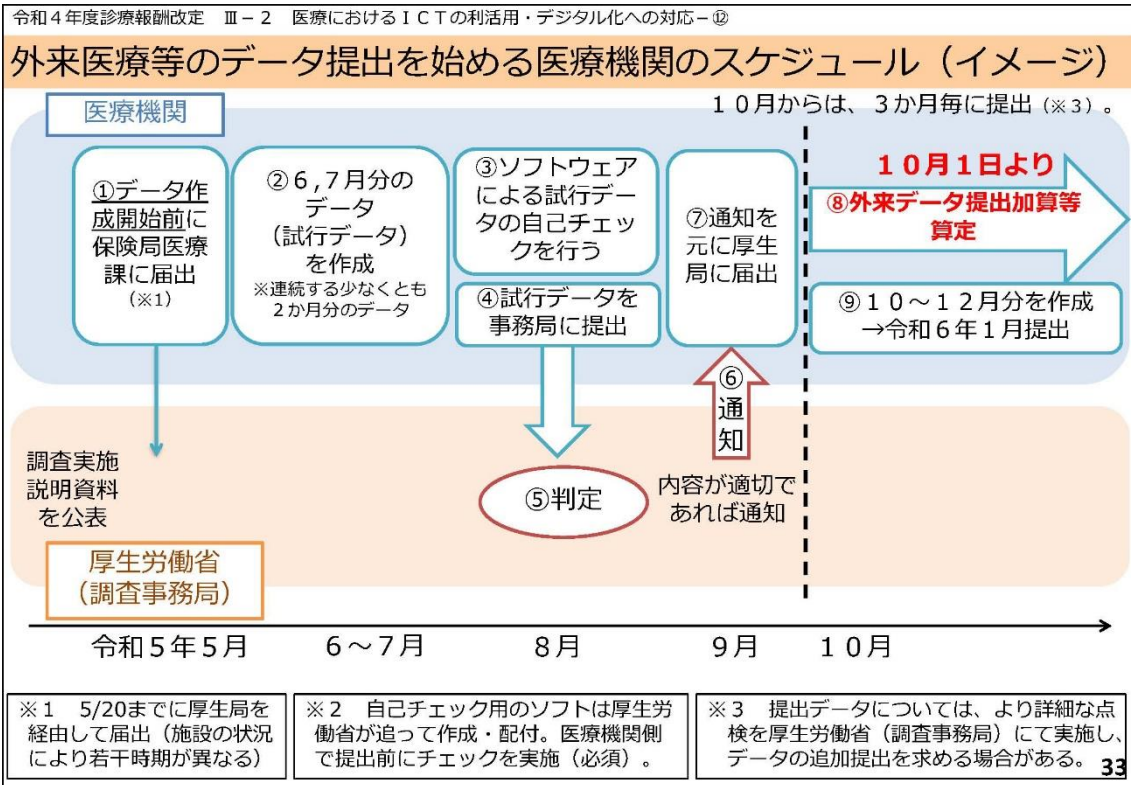 令和４年度診療報酬改定　Ⅲ－２　医療におけるＩＣＴの利活用・デジタル化への対応－⑫
外来医療等のデータ提出を始める医療機関のスケジュール（イメージ）
医療機関
１０月からは、３か月毎に提出（※３）。
①データ作
成開始前に
保険局医療
課に届出
（※1）
②６,７月分の
データ
（試行データ）
を作成
※連続する少なくとも
２か月分のデータ
③ソフトウェア
による試行デー
タの自己チェッ
クを行う
④試行データを
事務局に提出
⑦通知を
元に厚生
局に届出
１０月１日より
⑧外来データ提出加算等
算定
⑨１０～１２月分を作成
→令和６年１月提出
⑥
通
知
調査実施
説明資料
を公表
⑤判定
内容が適切で
あれば通知
厚生労働省
（調査事務局）
令和５年５月
６～７月
８月
９月
１０月
※１　5/20までに厚生局を
経由して届出（施設の状況
により若干時期が異なる）
※２　自己チェック用のソフトは厚生労
働省が追って作成・配付。医療機関側
で提出前にチェックを実施（必須）。
※３　提出データについては、より詳細な点
検を厚生労働省（調査事務局）にて実施し、
データの追加提出を求める場合がある。
33